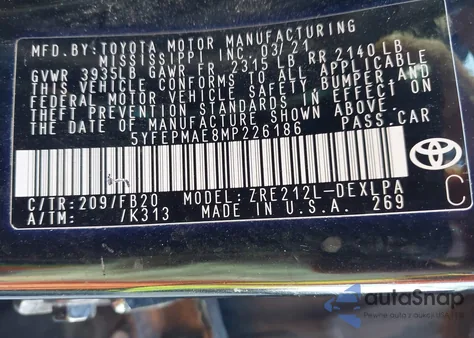 MFD.BY:TOYOTA MOTOR MANUFACTURING
MISSISSIPPI, INC. 03/21
GVWR 3935LB GAWR FR 2315 LB RR 2140 LB
THIS VEHICLE CONFORMS TO ALL APPLICABLE
FEDERAL MOTOR VEHICLE SAFETY,BUMPER,AND
THEFT PREVENTION STANDARDS IN EFFECT ON
THE DATE OF MANUFACTURE SHOWN ABOVE.
5YFEPMAE8MP226186 PASS.CAR
C/TR:209/FB20 MODEL:ZRE212L-DEXLPA
A/TM: /K313 MADE IN U.S.A. 269
C
autoSnap